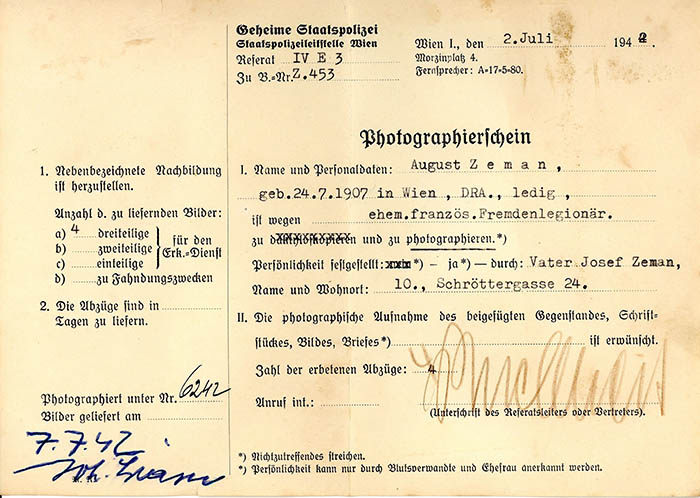 Geheime Staatspolizei
Staatspolizeileitstelle Wien
Referat IV E 3
Zu B.=Nr. Z.453
Wien I., den 2.Juli 1942.
Morzinplatz 4.
Fernsprecher: A=17=5=80.
Photographierschein
1. Nebenbezeichnete Nachbildung
ist herzustellen.
Anzahl d. zu liefernden Bilder:
a) 4 dreiteilige
b) zweiteilige
c) einteilige
für den
Erk.=Dienst
d) zu Fahndungszwecken
2. Die Abzüge sind in
Tagen zu liefern.
Photographiert unter Nr. 6242
Bilder geliefert am
7.7.42
I. Name und Personaldaten: August Z e m a n ,
geb.24.7.1907 in Wien , DRA., ledig ,
ist wegen ehem.französ.Fremdenlegionär.
zu daktyloskopieren und zu photographieren.*)
Persönlichkeit festgestellt: *) – ja*) — durch: Vater Josef Zeman,
Name und Wohnort: 10., Schröttergasse 24.
II. Die photographische Aufnahme des beigefügten Gegenstandes, Schrift=
stückes, Bildes, Briefes*) ist erwünscht.
Zahl der erbetenen Abzüge: 4
Anruf int.:
(Unterschrift des Referatsleiters oder Vertreters).
*) Nichtzutreffendes streichen.
*) Persönlichkeit kann nur durch Blutsverwandte und Ehefrau anerkannt werden.